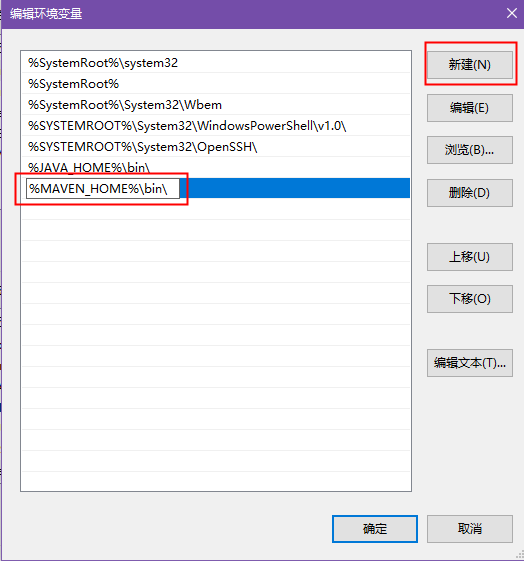 编辑环境变量
%SystemRoot%\system32
%SystemRoot%
%SystemRoot%\System32\Wbem
%SYSTEMROOT%\System32\WindowsPowerShell\v1.0\
%SYSTEMROOT%\System32\OpenSSH\
%JAVA_HOME%\bin\
%MAVEN_HOME%\bin\
新建(N)
编辑(E)
浏览(B)...
删除(D)
上移(U)
下移(O)
编辑文本(T)...
确定
取消